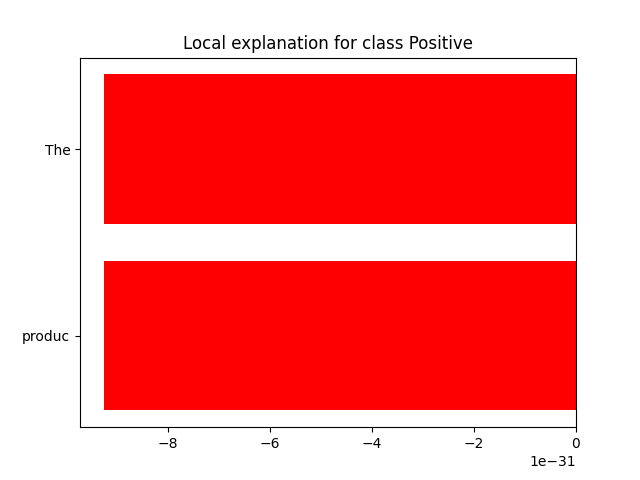 Local explanation for class Positive
The
produc
−8 −6 −4 −2 0
1e−31